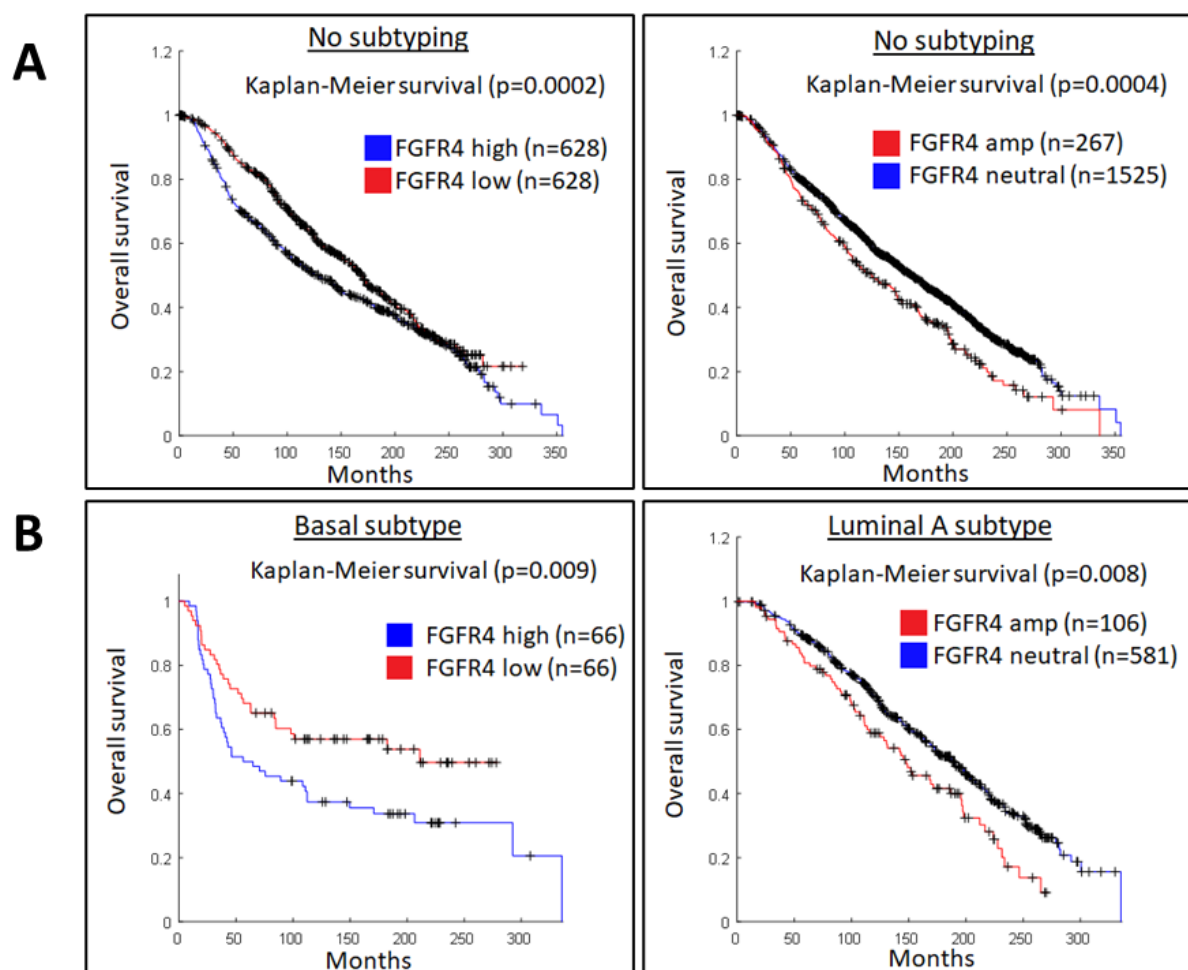 A
No subtyping
Kaplan-Meier survival (p=0.0002)
FGFR4 high (n=628)
FGFR4 low (n=628)
Overall survival
1.2
1
0.8
0.6
0.4
0.2
0
0 50 100 150 200 250 300 350
Months
No subtyping
Kaplan-Meier survival (p=0.0004)
FGFR4 amp (n=267)
FGFR4 neutral (n=1525)
Overall survival
1.2
1
0.8
0.6
0.4
0.2
0
0 50 100 150 200 250 300 350
Months
B
Basal subtype
Kaplan-Meier survival (p=0.009)
FGFR4 high (n=66)
FGFR4 low (n=66)
Overall survival
1
0.8
0.6
0.4
0.2
0
0 50 100 150 200 250 300
Months
Luminal A subtype
Kaplan-Meier survival (p=0.008)
FGFR4 amp (n=106)
FGFR4 neutral (n=581)
Overall survival
1.2
1
0.8
0.6
0.4
0.2
0
0 50 100 150 200 250 300
Months